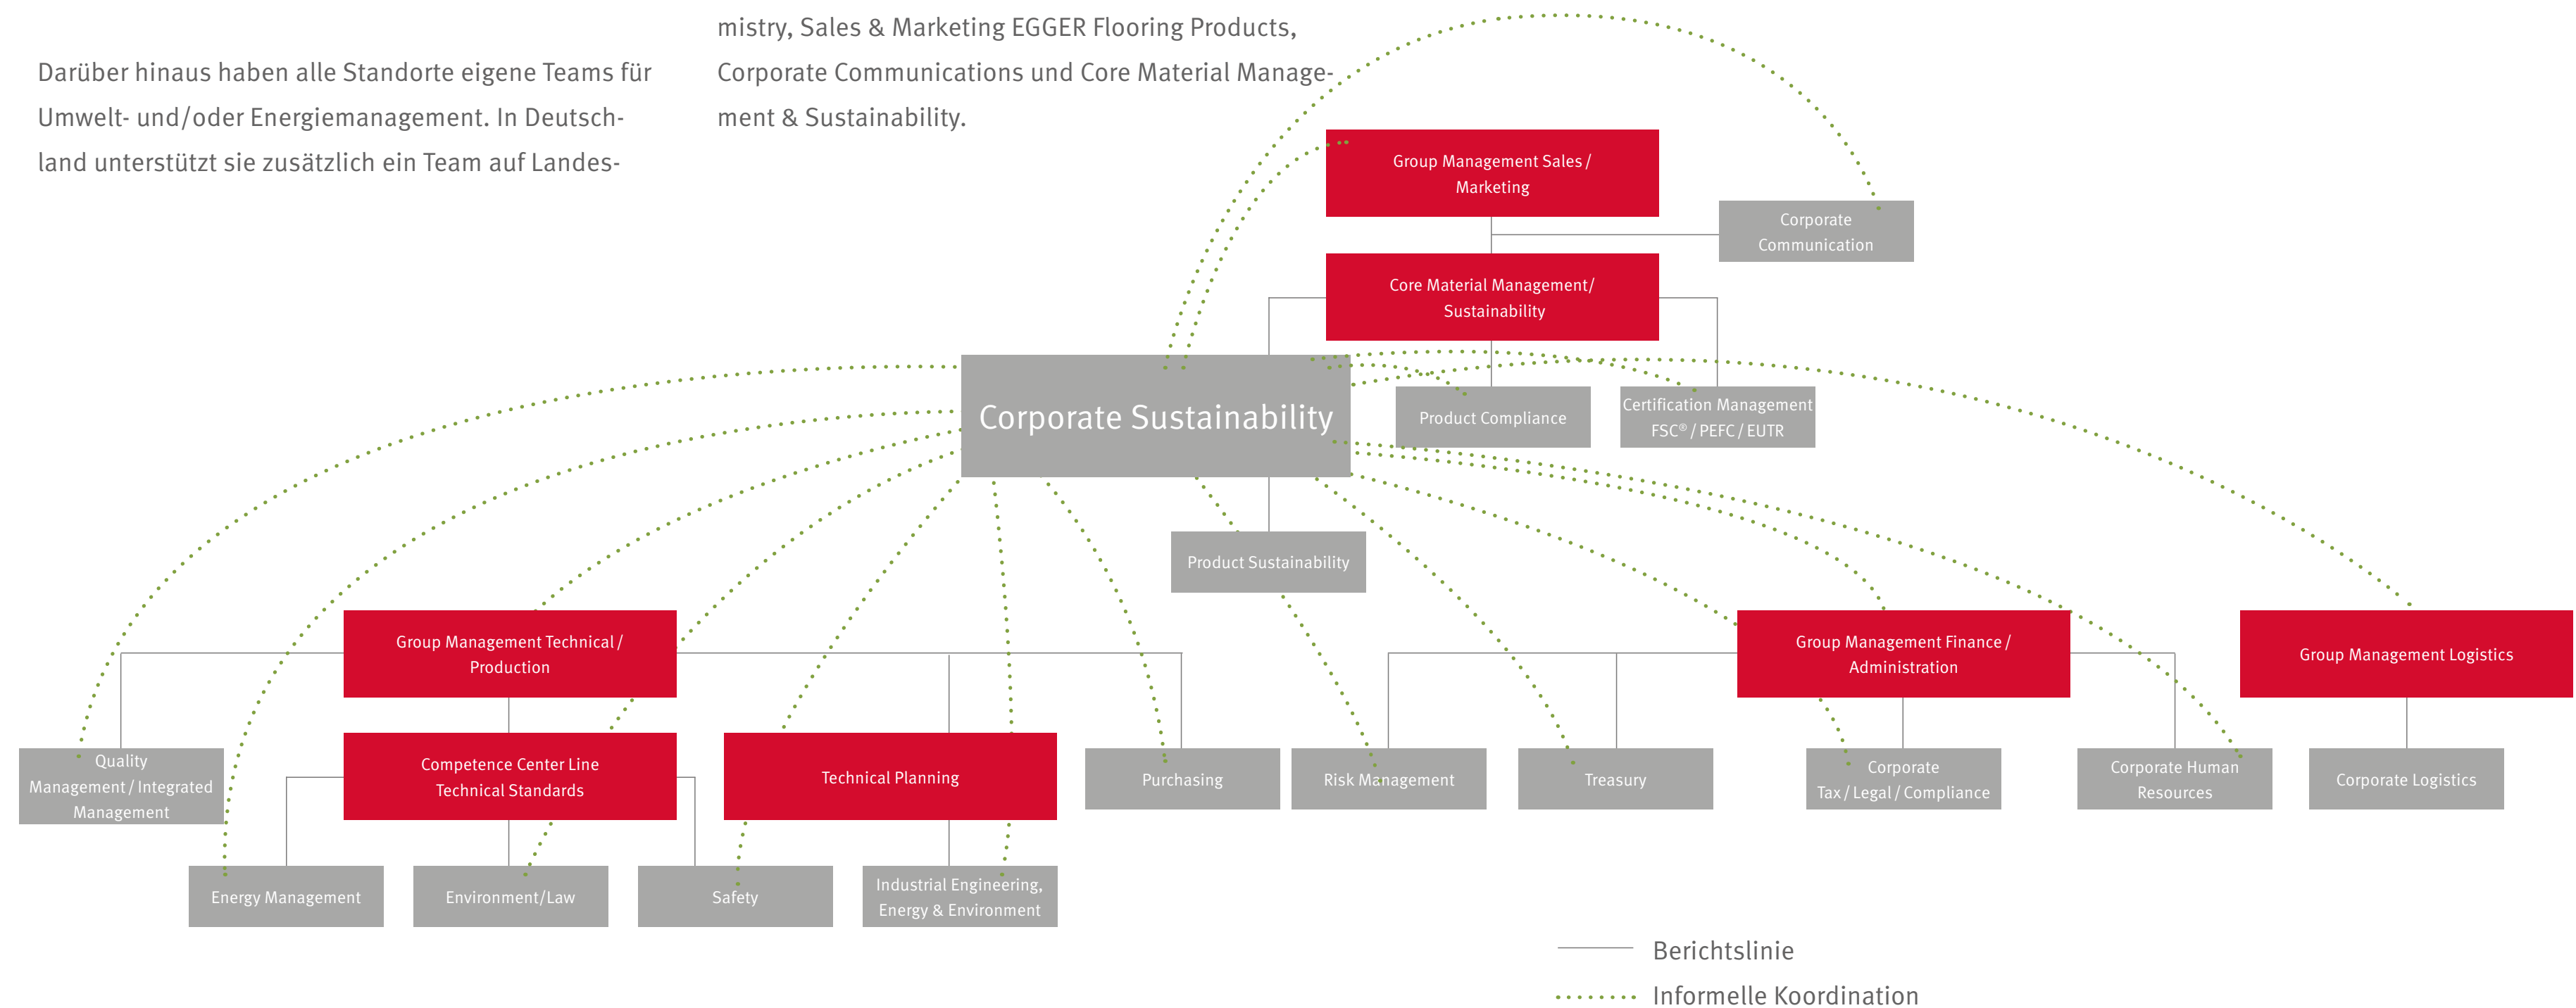 Darüber hinaus haben alle Standorte eigene Teams für
Umwelt- und/oder Energiemanagement. In Deutsch-
land unterstützt sie zusätzlich ein Team auf Landes-
mistry, Sales & Marketing EGGER Flooring Products,
Corporate Communications und Core Material Manage-
ment & Sustainability.
Group Management Sales /
Marketing
Corporate
Communication
Core Material Management/
Sustainability
Corporate Sustainability
Product Compliance
Certification Management
FSC® / PEFC / EUTR
Product Sustainability
Group Management Technical /
Production
Group Management Finance /
Administration
Group Management Logistics
Quality
Management / Integrated
Management
Competence Center Line
Technical Standards
Technical Planning
Purchasing
Risk Management
Treasury
Corporate
Tax / Legal / Compliance
Corporate Human
Resources
Corporate Logistics
Energy Management
Environment/Law
Safety
Industrial Engineering,
Energy & Environment
Berichtslinie
Informelle Koordination